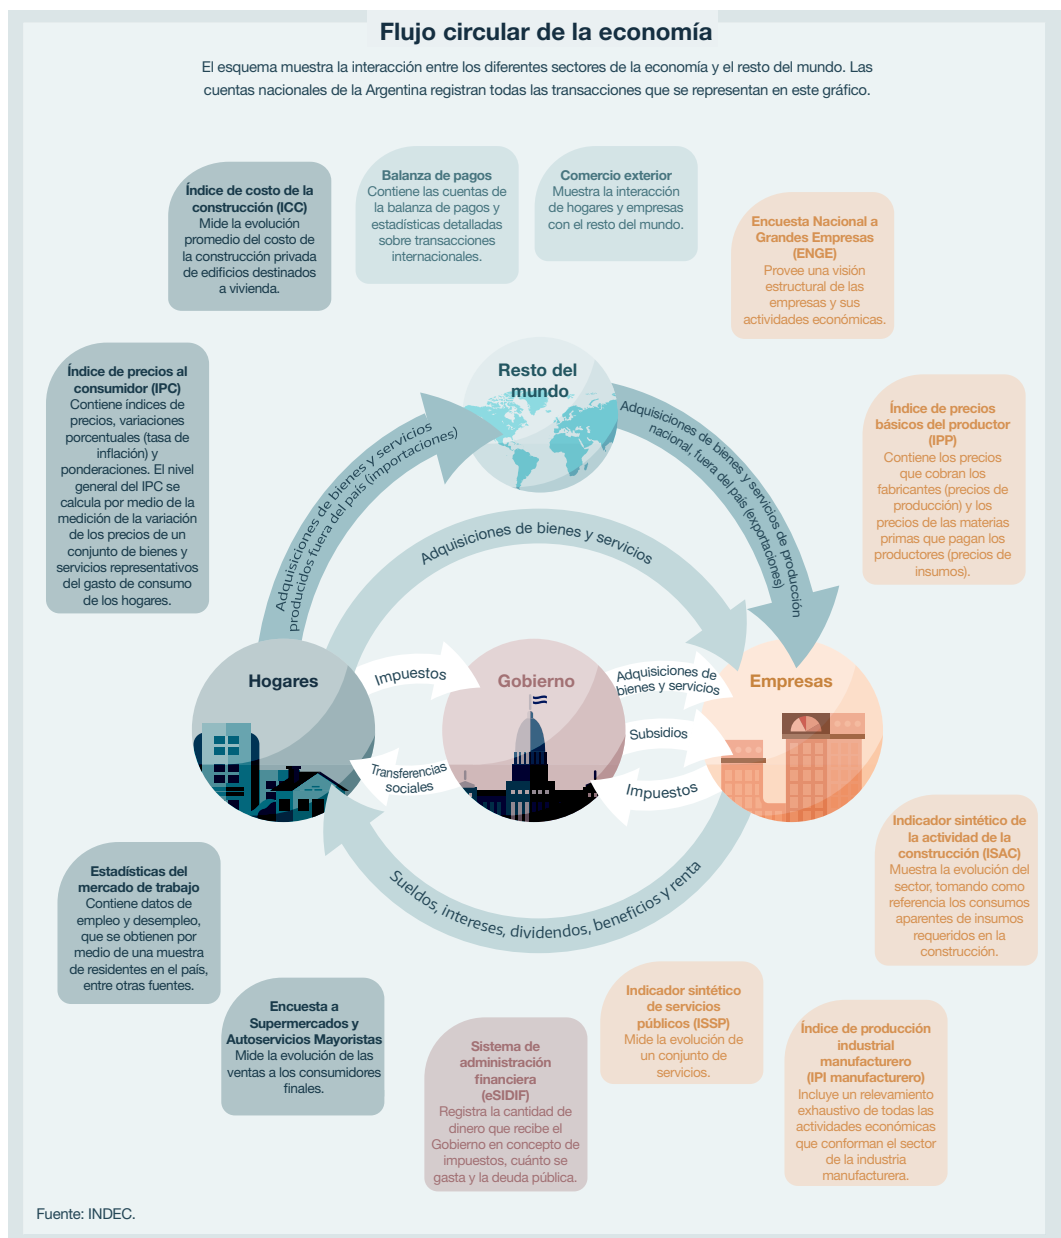 Flujo circular de la economía
El esquema muestra la interacción entre los diferentes sectores de la economía y el resto del mundo. Las
cuentas nacionales de la Argentina registran todas las transacciones que se representan en este gráfico.
Índice de costo de la
construcción (ICC)
Mide la evolución
promedio del costo de
la construcción privada
de edificios destinados
a vivienda.
Balanza de pagos
Contiene las cuentas de
la balanza de pagos y
estadísticas detalladas
sobre transacciones
internacionales.
Comercio exterior
Muestra la interacción
de hogares y empresas
con el resto del mundo.
Encuesta Nacional a
Grandes Empresas
(ENGE)
Provee una visión
estructural de las
empresas y sus
actividades económicas.
Índice de precios al
consumidor (IPC)
Contiene índices de
precios, variaciones
porcentuales (tasa de
inflación) y
ponderaciones. El nivel
general del IPC se
calcula por medio de la
medición de la variación
de los precios de un
conjunto de bienes y
servicios representativos
del gasto de consumo
de los hogares.
Resto del
mundo
Adquisiciones de bienes y servicios
producidos fuera del país (importaciones)
Adquisiciones de bienes y servicios de producción
nacional, fuera del país (exportaciones)
Índice de precios
básicos del productor
(IPP)
Contiene los precios
que cobran los
fabricantes (precios de
producción) y los
precios de las materias
primas que pagan los
productores (precios de
insumos).
Adquisiciones de bienes y servicios
Hogares
Impuestos
Gobierno
Adquisiciones de
bienes y servicios
Empresas
Subsidios
Transferencias
sociales
Impuestos
Sueldos, intereses, dividendos, beneficios y renta
Indicador sintético de
la actividad de la
construcción (ISAC)
Muestra la evolución del
sector, tomando como
referencia los consumos
aparentes de insumos
requeridos en la
construcción.
Estadísticas del
mercado de trabajo
Contiene datos de
empleo y desempleo,
que se obtienen por
medio de una muestra
de residentes en el país,
entre otras fuentes.
Encuesta a
Supermercados y
Autoservicios Mayoristas
Mide la evolución de las
ventas a los consumidores
finales.
Sistema de
administración
financiera
(eSIDIF)
Registra la cantidad de
dinero que recibe el
Gobierno en concepto de
impuestos, cuánto se
gasta y la deuda pública.
Indicador sintético
de servicios
públicos (ISSP)
Mide la evolución de
un conjunto de
servicios.
Índice de producción
industrial
manufacturero
(IPI manufacturero)
Incluye un relevamiento
exhaustivo de todas las
actividades económicas
que conforman el sector
de la industria
manufacturera.
Fuente: INDEC.